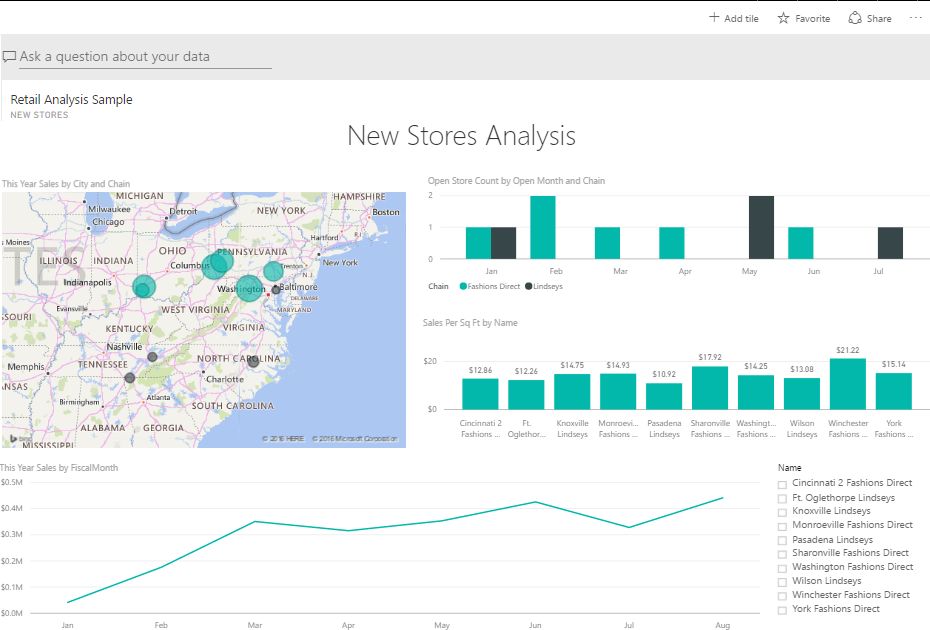 Add tile
Favorite
Share
...
Ask a question about your data
Retail Analysis Sample
NEW STORES
New Stores Analysis
This Year Sales by City and Chain
MICHIGAN
HAMPSHIRE
Milwaukee
Detroit
NEW YORK
Boston
Chicago
Hartford
R.I.
s Moines
OHIO
PENNSYLVANIA
ILLINOIS
INDIANA
Columbus
Trenton
New York
TES
N.J.
Indianapolis
Washington
Baltimore
DELAWARE
Evansville
WEST VIRGINIA
MARYLAND
SOURI
KENTUCKY
VIRGINIA
Nashville
NORTH CAROLINA
Memphis
TENNESSEE
Charlotte
NSAS
Atlanta
Birmingham
SOUTH CAROLINA
ALABAMA
GEORGIA
bing
© 2016 HERE
© 2016 Microsoft Corporation
MISSISSIPPI
Open Store Count by Open Month and Chain
2
1
0
Jan Feb Mar Apr May Jun Jul
Chain Fashions Direct Lindseys
Sales Per Sq Ft by Name
$20
$0
$12.86 $12.26 $14.75 $14.93 $10.92 $17.92 $14.25 $13.08 $21.22 $15.14
Cincinnati 2 Ft. Knoxville Monroevi... Pasadena Sharonville Washingt... Wilson Winchester York
Fashions ... Oglethor... Lindseys Fashions ... Lindseys Fashions ... Fashions ... Lindseys Fashions ... Fashions ...
This Year Sales by FiscalMonth
$0.5M
$0.4M
$0.3M
$0.2M
$0.1M
$0.0M
Jan Feb Mar Apr May Jun Jul Aug
Name
Cincinnati 2 Fashions Direct
Ft. Oglethorpe Lindseys
Knoxville Lindseys
Monroeville Fashions Direct
Pasadena Lindseys
Sharonville Fashions Direct
Washington Fashions Direct
Wilson Lindseys
Winchester Fashions Direct
York Fashions Direct